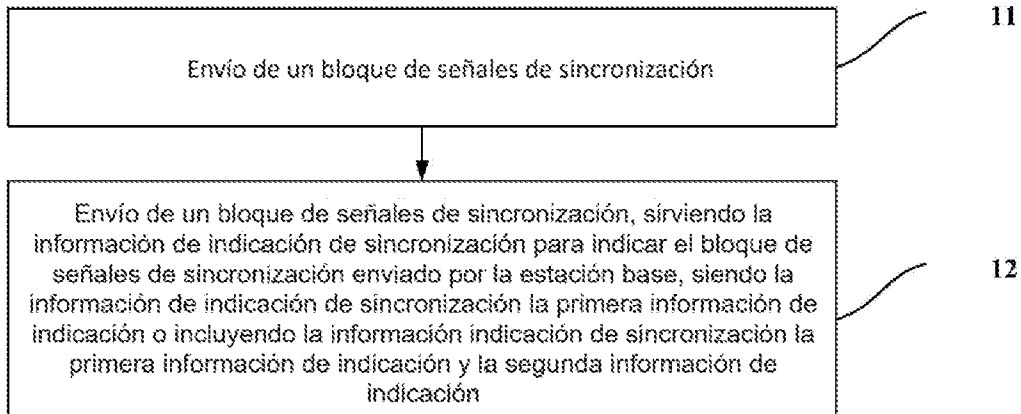 11
Envío de un bloque de señales de sincronización
Envío de un bloque de señales de sincronización, sirviendo la
información de indicación de sincronización para indicar el bloque de
señales de sincronización enviado por la estación base, siendo la
información de indicación de sincronización la primera información de
indicación o incluyendo la información indicación de sincronización la
primera información de indicación y la segunda información de
indicación
12